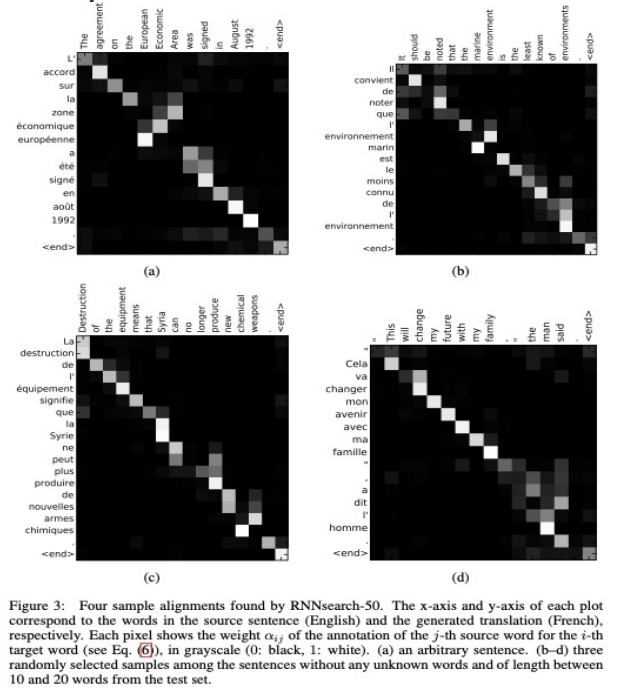 The agreement on the European Economic Area was signed in August 1992 . <end>
L'
accord
sur
la
zone
économique
européenne
a
été
signé
en
août
1992
.
<end>
(a)
It should be noted that the marine environment is the least known of environments . <end>
Il
convient
de
noter
que
l'
environnement
marin
est
le
moins
connu
de
l'
environnement
.
<end>
(b)
Destruction of the equipment means that Syria can no longer produce new chemical weapons . <end>
La
destruction
de
l'
équipement
signifie
que
la
Syrie
ne
peut
plus
produire
de
nouvelles
armes
chimiques
.
<end>
(c)
" This will change my future with my family , " the man said . <end>
"
Cela
va
changer
mon
avenir
avec
ma
famille
"
,
a
dit
l'
homme
.
<end>
(d)
Figure 3: Four sample alignments found by RNNsearch-50. The x-axis and y-axis of each plot
correspond to the words in the source sentence (English) and the generated translation (French),
respectively. Each pixel shows the weight αij of the annotation of the j-th source word for the i-th
target word (see Eq. (6)), in grayscale (0: black, 1: white). (a) an arbitrary sentence. (b–d) three
randomly selected samples among the sentences without any unknown words and of length between
10 and 20 words from the test set.